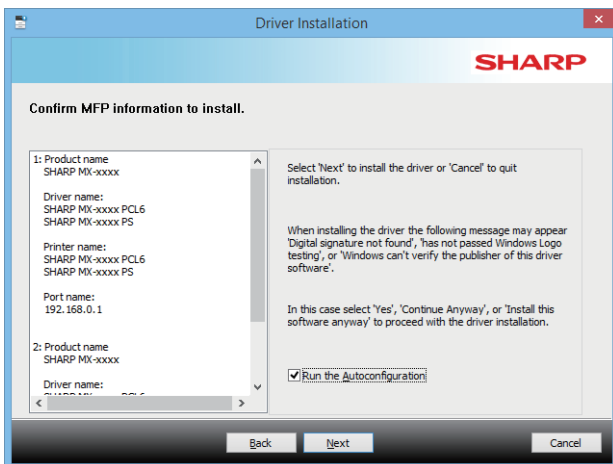 Driver Installation
SHARP
Confirm MFP information to install.
1: Product name
SHARP MX-xxxx
Driver name:
SHARP MX-xxxx PCL6
SHARP MX-xxxx PS
Printer name:
SHARP MX-xxxx PCL6
SHARP MX-xxxx PS
Port name:
192.168.0.1
2: Product name
SHARP MX-xxxx
Driver name:
Select 'Next' to install the driver or 'Cancel' to quit
installation.
When installing the driver the following message may appear
'Digital signature not found', 'has not passed Windows Logo
testing', or 'Windows can't verify the publisher of this driver
software'.
In this case select 'Yes', 'Continue Anyway', or 'Install this
software anyway' to proceed with the driver installation.
Run the Autoconfiguration
Back
Next
Cancel